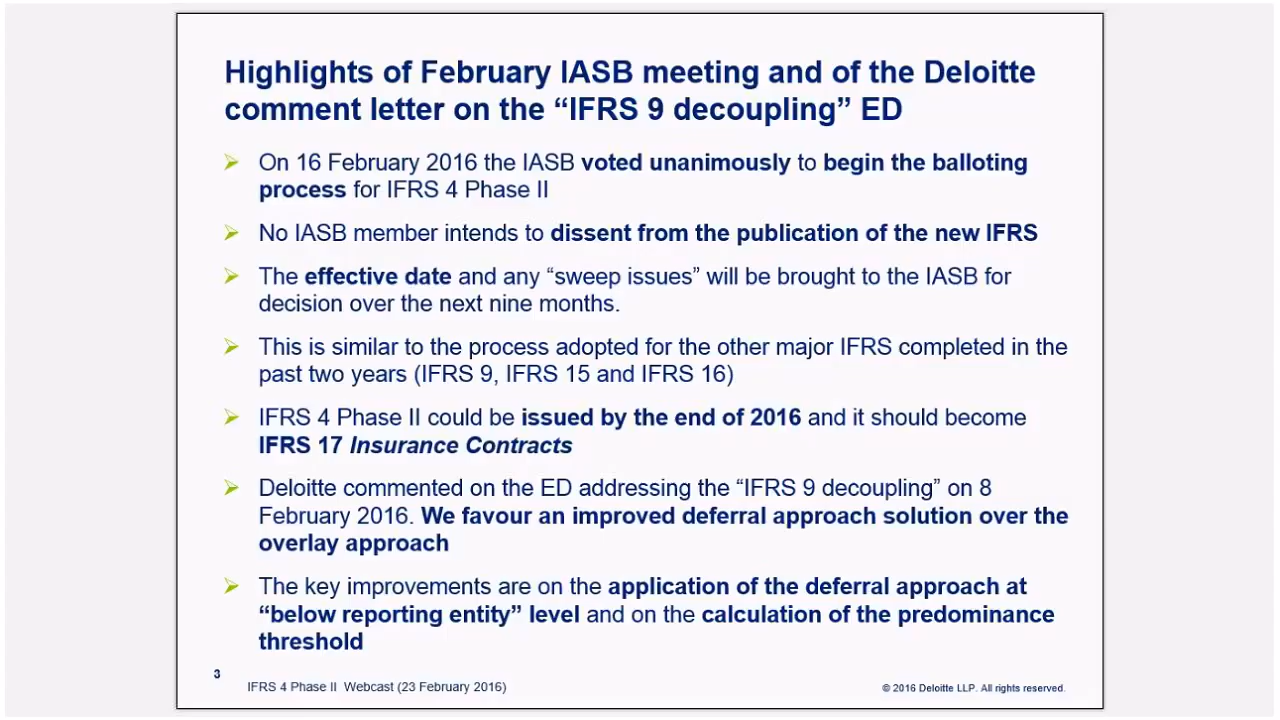 Highlights of February IASB meeting and of the Deloitte
comment letter on the “IFRS 9 decoupling” ED
On 16 February 2016 the IASB voted unanimously to begin the balloting
process for IFRS 4 Phase II
No IASB member intends to dissent from the publication of the new IFRS
The effective date and any “sweep issues” will be brought to the IASB for
decision over the next nine months.
This is similar to the process adopted for the other major IFRS completed in the
past two years (IFRS 9, IFRS 15 and IFRS 16)
IFRS 4 Phase II could be issued by the end of 2016 and it should become
IFRS 17 Insurance Contracts
Deloitte commented on the ED addressing the “IFRS 9 decoupling” on 8
February 2016. We favour an improved deferral approach solution over the
overlay approach
The key improvements are on the application of the deferral approach at
“below reporting entity” level and on the calculation of the predominance
threshold
3
IFRS 4 Phase II Webcast (23 February 2016)
© 2016 Deloitte LLP. All rights reserved.